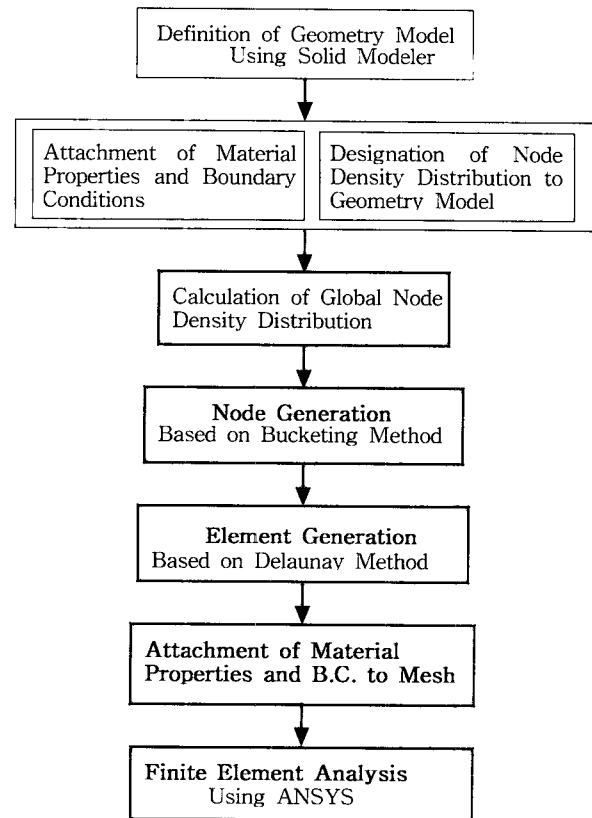 Definition of Geometry Model
Using Solid Modeler
Attachment of Material
Properties and Boundary
Conditions
Designation of Node
Density Distribution to
Geometry Model
Calculation of Global Node
Density Distribution
Node Generation
Based on Bucketing Method
Element Generation
Based on Delaunav Method
Attachment of Material
Properties and B.C. to Mesh
Finite Element Analysis
Using ANSYS